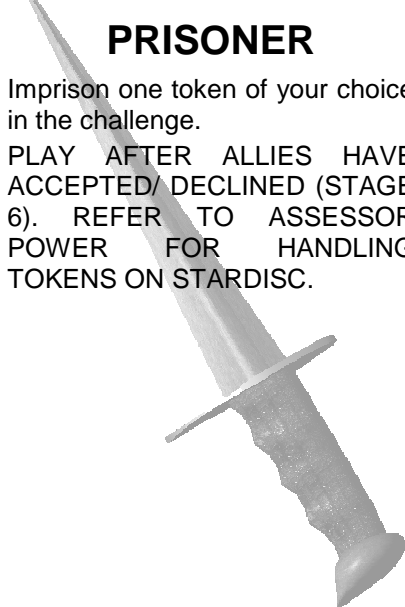 PRISONER
Imprison one token of your choice
in the challenge.
PLAY AFTER ALLIES HAVE
ACCEPTED/ DECLINED (STAGE
6). REFER TO ASSESSOR
POWER FOR HANDLING
TOKENS ON STARDISC.